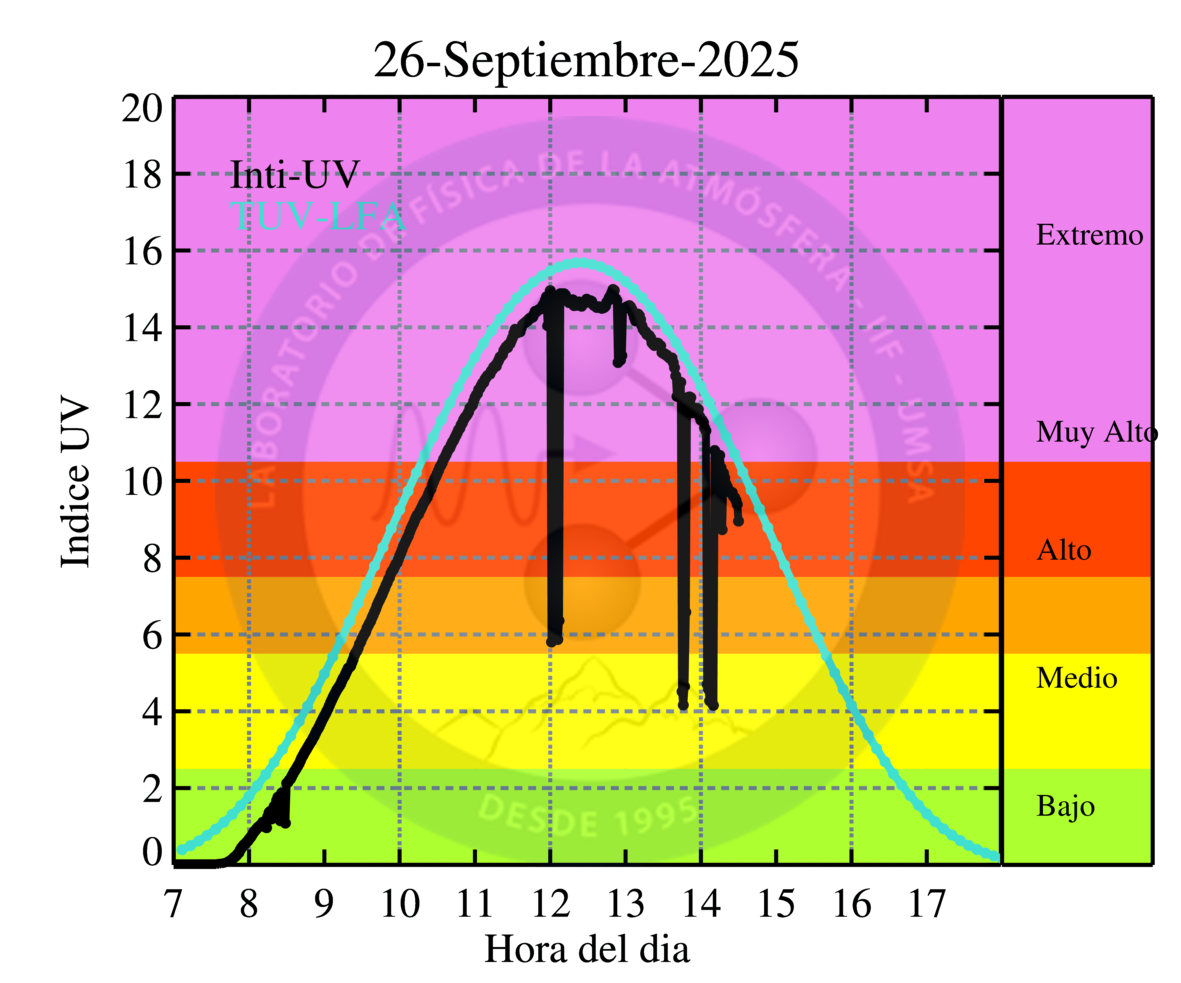 26-Septiembre-2025
Indice UV
20
18
16
14
12
10
8
6
4
2
0
Inti-UV
TUV-LFA
LABORATORIO DE FÍSICA DE LA ATMÓSFERA - IIF - UMSA
DESDE 1995
Extremo
Muy Alto
Alto
Medio
Bajo
7 8 9 10 11 12 13 14 15 16 17
Hora del dia